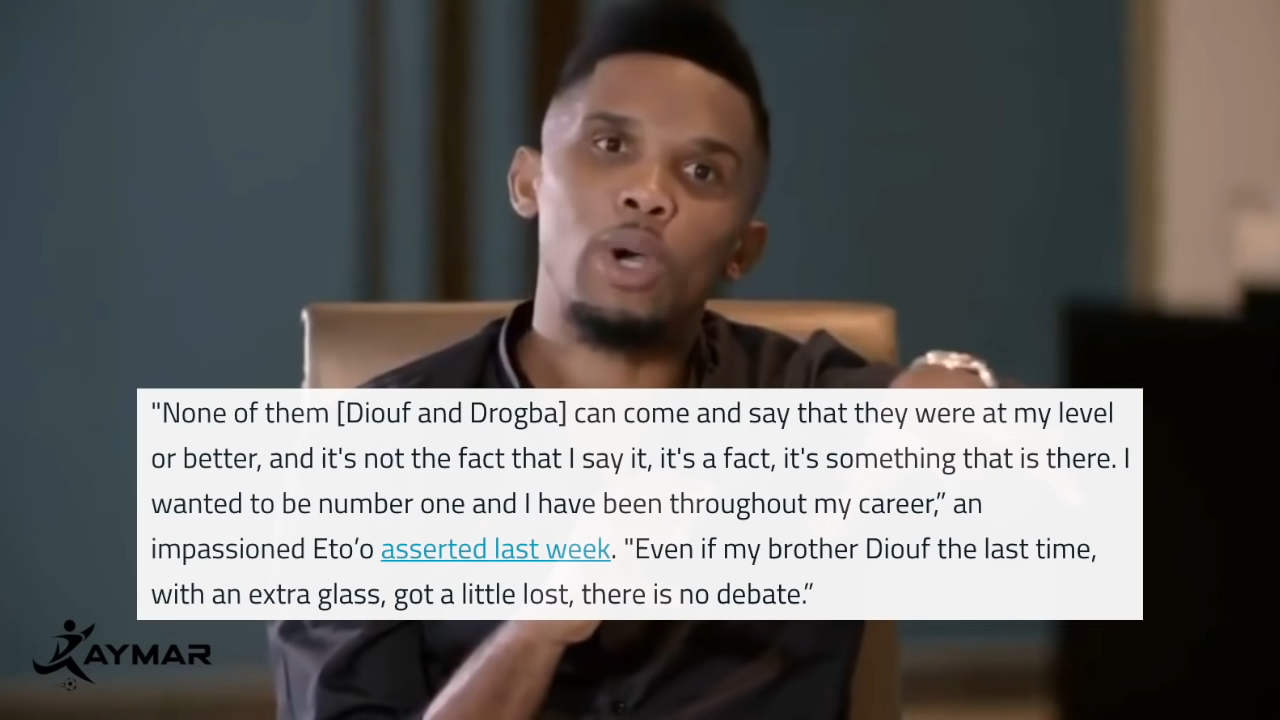 "None of them [Diouf and Drogba] can come and say that they were at my level
or better, and it's not the fact that I say it, it's a fact, it's something that is there. I
wanted to be number one and I have been throughout my career,” an
impassioned Eto’o asserted last week. "Even if my brother Diouf the last time,
with an extra glass, got a little lost, there is no debate.”
KAYMAR